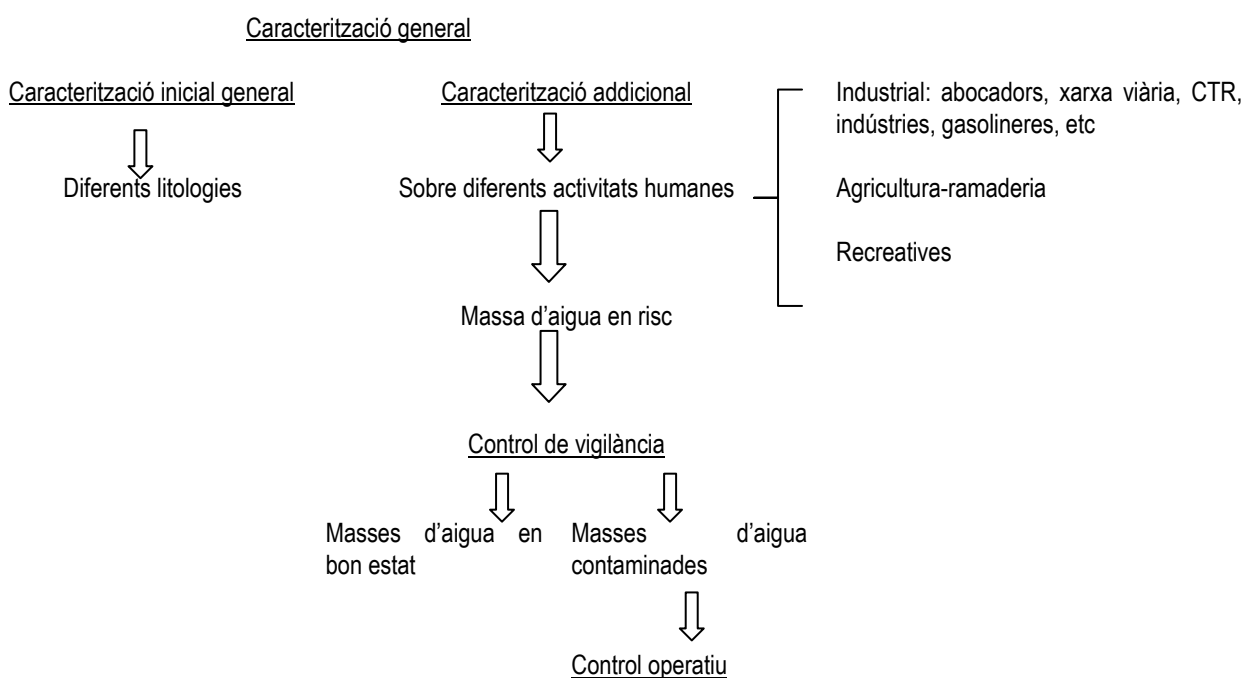 Caracterització general
Caracterització inicial general
Caracterització addicional
Industrial: abocadors, xarxa viària, CTR,
indústries, gasolineres, etc
Diferents litologies
Sobre diferents activitats humanes
Agricultura-ramaderia
Recreatives
Massa d’aigua en risc
Control de vigilància
Masses d’aigua en
bon estat
Masses d’aigua
contaminades
Control operatiu